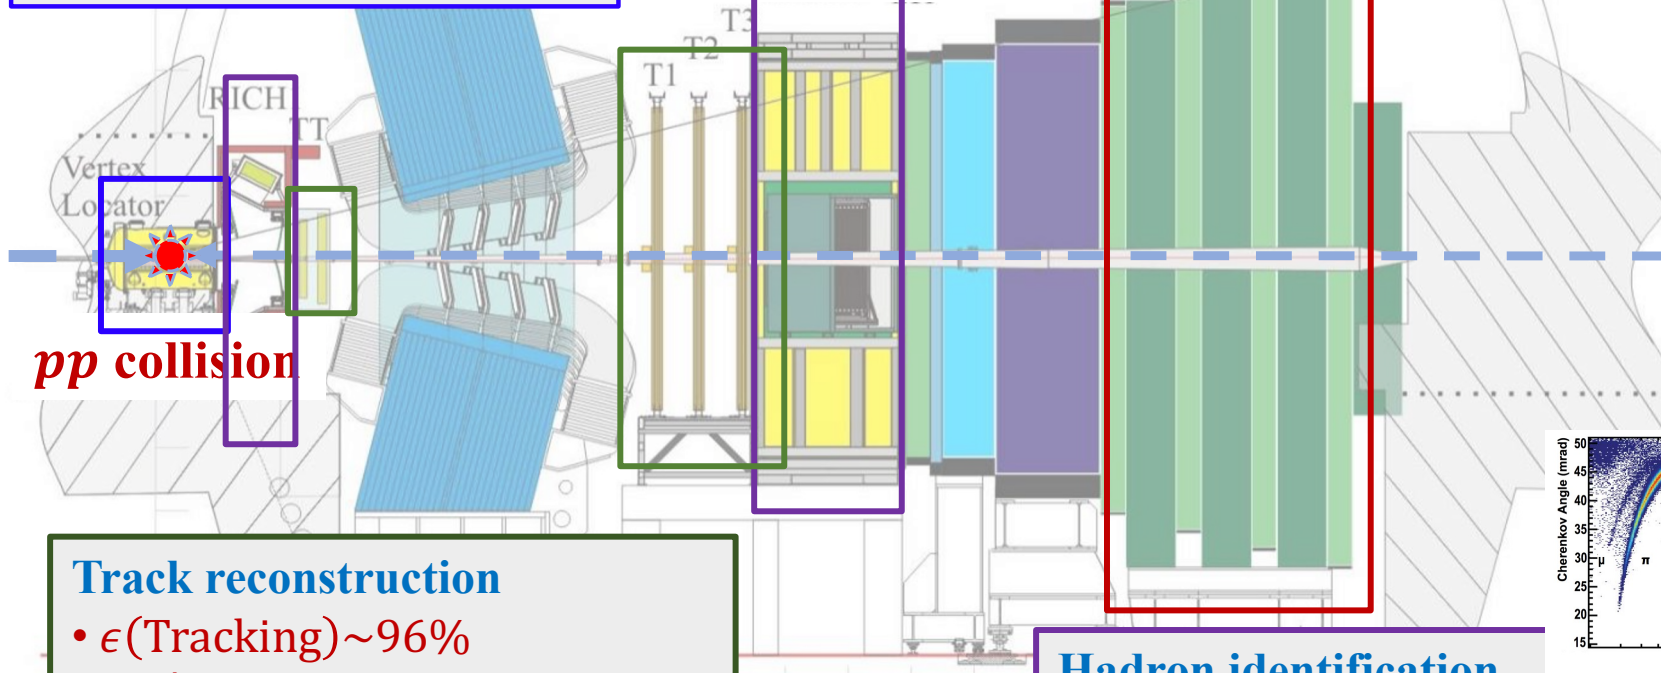 T3
T2
T1
RICH
TT
Vertex
Locator
pp collision
Track reconstruction
• ϵ(Tracking)~96%
Hadron identification
Cherenkov Angle (mrad)
50
45
40
35
30
25
20
15
μ
π